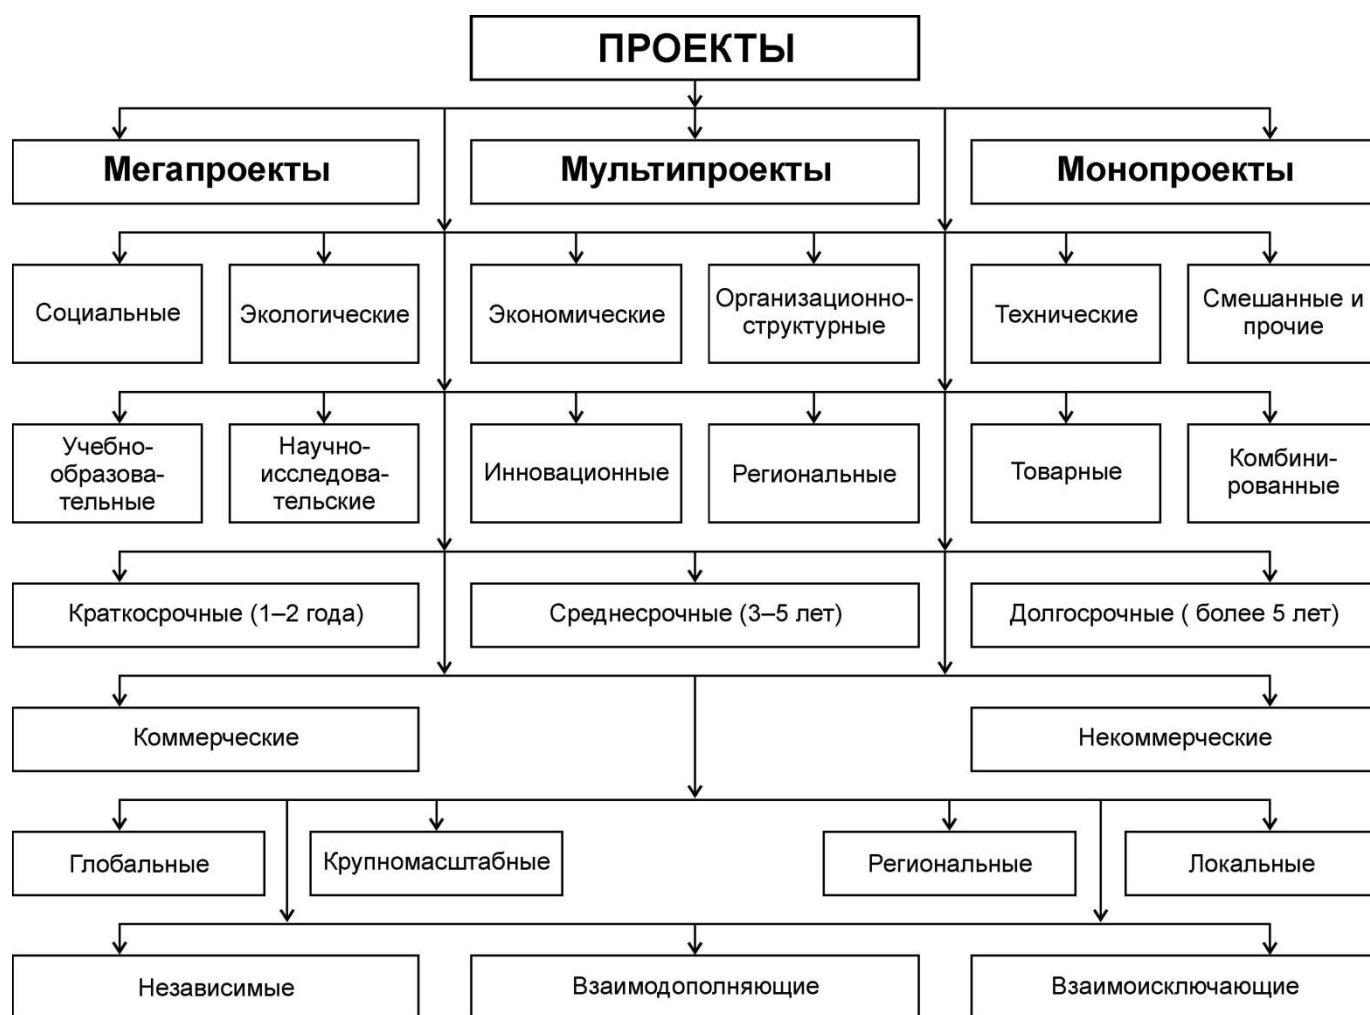 ПРОЕКТЫ
Мегапроекты
Мультипроекты
Монопроекты
Социальные
Экологические
Экономические
Организационно-
структурные
Технические
Смешанные и
прочие
Учебно-
образова-
тельные
Научно-
исследова-
тельские
Инновационные
Региональные
Товарные
Комбини-
рованные
Краткосрочные (1–2 года)
Среднесрочные (3–5 лет)
Долгосрочные ( более 5 лет)
Коммерческие
Некоммерческие
Глобальные
Крупномасштабные
Региональные
Локальные
Независимые
Взаимодополняющие
Взаимоисключающие